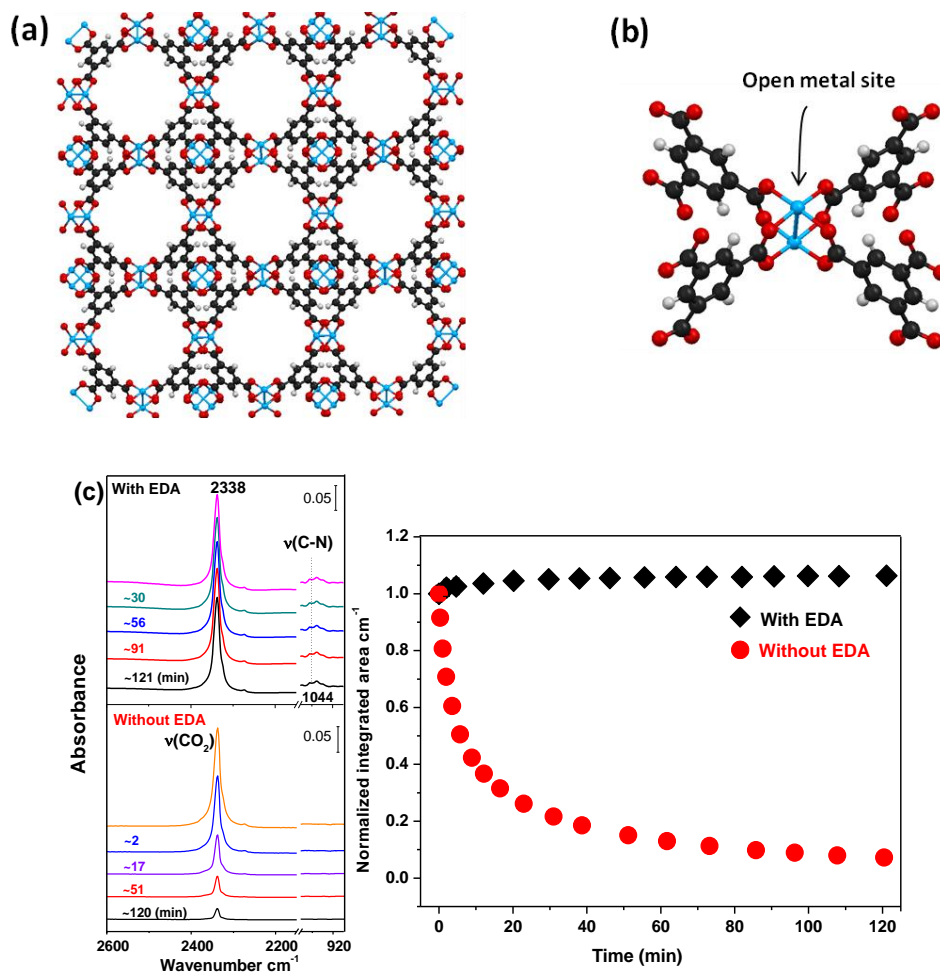 (a)
(b)
Open metal site
(c)
With EDA
2338
0.05
ν(C-N)
~30
~56
~91
~121 (min)
1044
Without EDA
ν(CO₂)
0.05
~2
~17
~51
~120 (min)
2600
2400
2200
920
Wavenumber cm⁻¹
Absorbance
Normalized integrated area cm⁻¹
1.2
1.0
0.8
0.6
0.4
0.2
0.0
With EDA
Without EDA
0
20
40
60
80
100
120
Time (min)